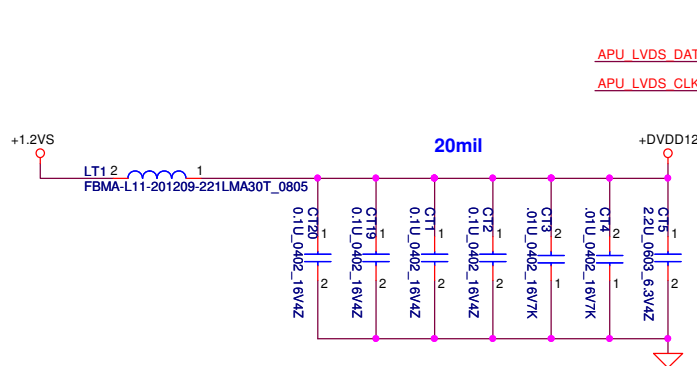 APU_LVDS_DAT
APU_LVDS_CLK
+1.2VS
20mil
+DVDD12
LT1 2 1
FBMA-L11-201209-221LMA30T_0805
CT20
0.1U_0402_16V4Z
1
2
CT19
0.1U_0402_16V4Z
1
2
CT1
0.1U_0402_16V4Z
1
2
CT2
0.1U_0402_16V4Z
1
2
CT3
.01U_0402_16V7K
2
1
CT4
.01U_0402_16V7K
2
1
CT5
2.2U_0603_6.3V4Z
1
2